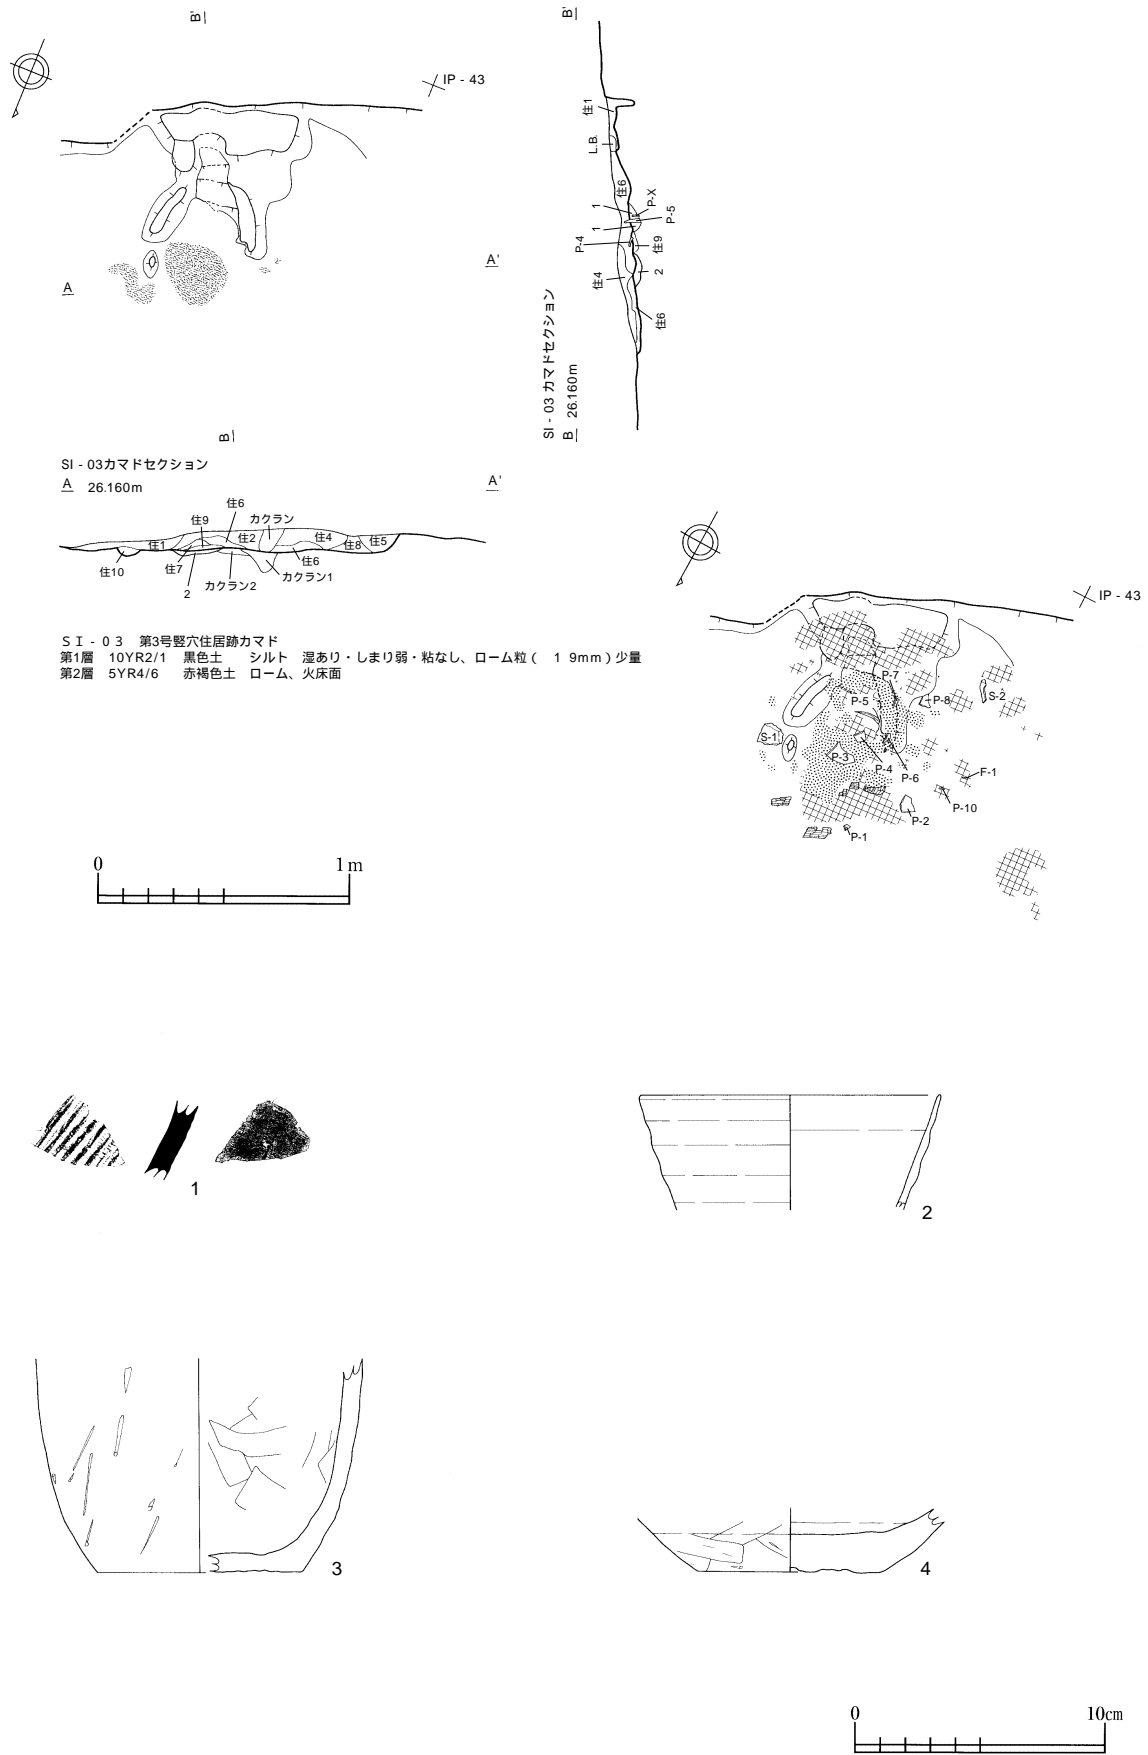 B'
IP - 43
A
A'
B
SI - 03カマドセクション
A 26.160m
A'
住6
住9
カクラン
住1
住2
住4
住8
住5
住10
住7
2
カクラン2
住6
カクラン1
ＳＩ - ０３　第3号竪穴住居跡カマド
第1層　10YR2/1　黒色土　シルト　湿あり・しまり弱・粘なし、ローム粒（　１９mm）少量
第2層　5YR4/6　赤褐色土　ローム、火床面
B'
住1
L.B.
住6
1
P-X
P-5
1
P-4
住9
住4
2
住6
SI - 03 カマドセクション
B 26.160m
IP - 43
P-7
P-5
P-8
S-2
S-1
P-3
P-4
P-6
F-1
P-10
P-2
P-1
0 1m
1
2
3
4
0 10cm